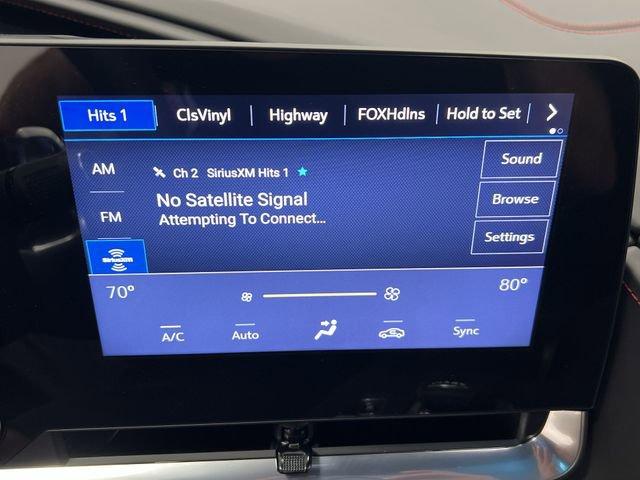 Hits 1 ClsVinyl Highway FOXHdlns Hold to Set
AM
Ch 2 SiriusXM Hits 1
Sound
No Satellite Signal
Attempting To Connect...
Browse
FM
Settings
SiriusXM
70° 80°
A/C Auto Sync